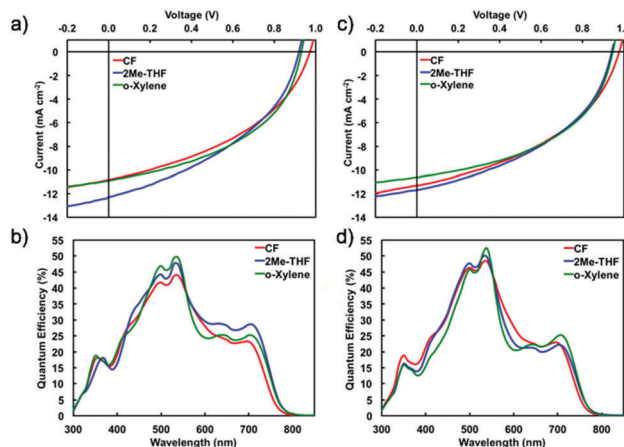 a)
Voltage (V)
-0.2 0.0 0.2 0.4 0.6 0.8 1.0
0
-2
-4
-6
-8
-10
-12
-14
Current (mA cm-2)
CF
2Me-THF
o-Xylene
c)
Voltage (V)
-0.2 0.0 0.2 0.4 0.6 0.8 1.0
0
-2
-4
-6
-8
-10
-12
-14
Current (mA cm-2)
CF
2Me-THF
o-Xylene
b)
55
50
45
40
35
30
25
20
15
10
5
0
Quantum Efficiency (%)
CF
2Me-THF
o-Xylene
300 400 500 600 700 800
Wavelength (nm)
d)
55
50
45
40
35
30
25
20
15
10
5
0
Quantum Efficiency (%)
CF
2Me-THF
o-Xylene
300 400 500 600 700 800
Wavelength (nm)